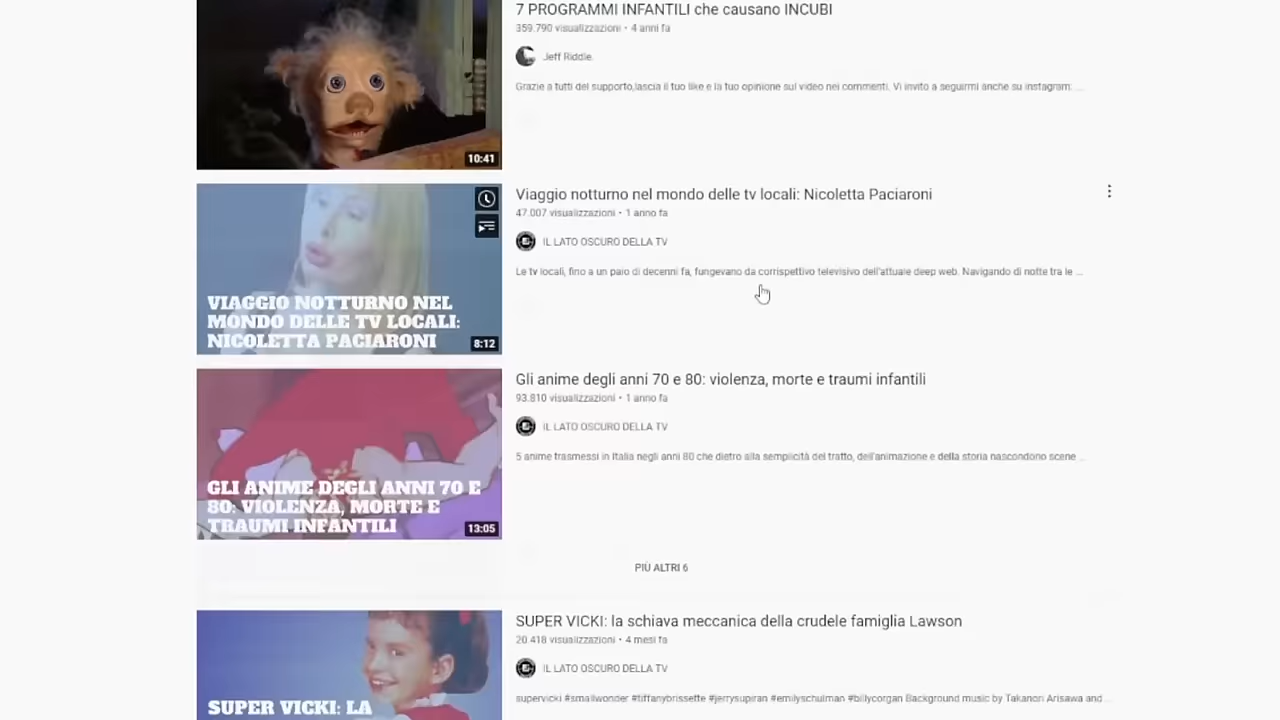 7 PROGRAMMI INFANTILI che causano INCUBI
359.790 visualizzazioni • 4 anni fa
Jeff Riddle.
Grazie a tutti del supporto,lascia il tuo like e la tuo opinione sul video nei commenti. Vi invito a seguirmi anche su instagram: ...
10:41
Viaggio notturno nel mondo delle tv locali: Nicoletta Paciaroni
47.007 visualizzazioni • 1 anno fa
IL LATO OSCURO DELLA TV
Le tv locali, fino a un paio di decenni fa, fungevano da corrispettivo televisivo dell'attuale deep web. Navigando di notte tra le ...
VIAGGIO NOTTURNO NEL
MONDO DELLE TV LOCALI:
NICOLETTA PACIARONI
8:12
Gli anime degli anni 70 e 80: violenza, morte e traumi infantili
93.810 visualizzazioni • 1 anno fa
IL LATO OSCURO DELLA TV
5 anime trasmessi in Italia negli anni 80 che dietro alla semplicità del tratto, dell'animazione e della storia nascondono scene ...
GLI ANIME DEGLI ANNI 70 E
80: VIOLENZA, MORTE E
TRAUMI INFANTILI
13:05
PIÙ ALTRI 6
SUPER VICKI: la schiava meccanica della crudele famiglia Lawson
20.418 visualizzazioni • 4 mesi fa
IL LATO OSCURO DELLA TV
supervicki #smallwonder #tiffanybrissette #jerrysupiran #emilyschulman #billycorgan Background music by Takanori Arisawa and ...
SUPER VICKI: LA